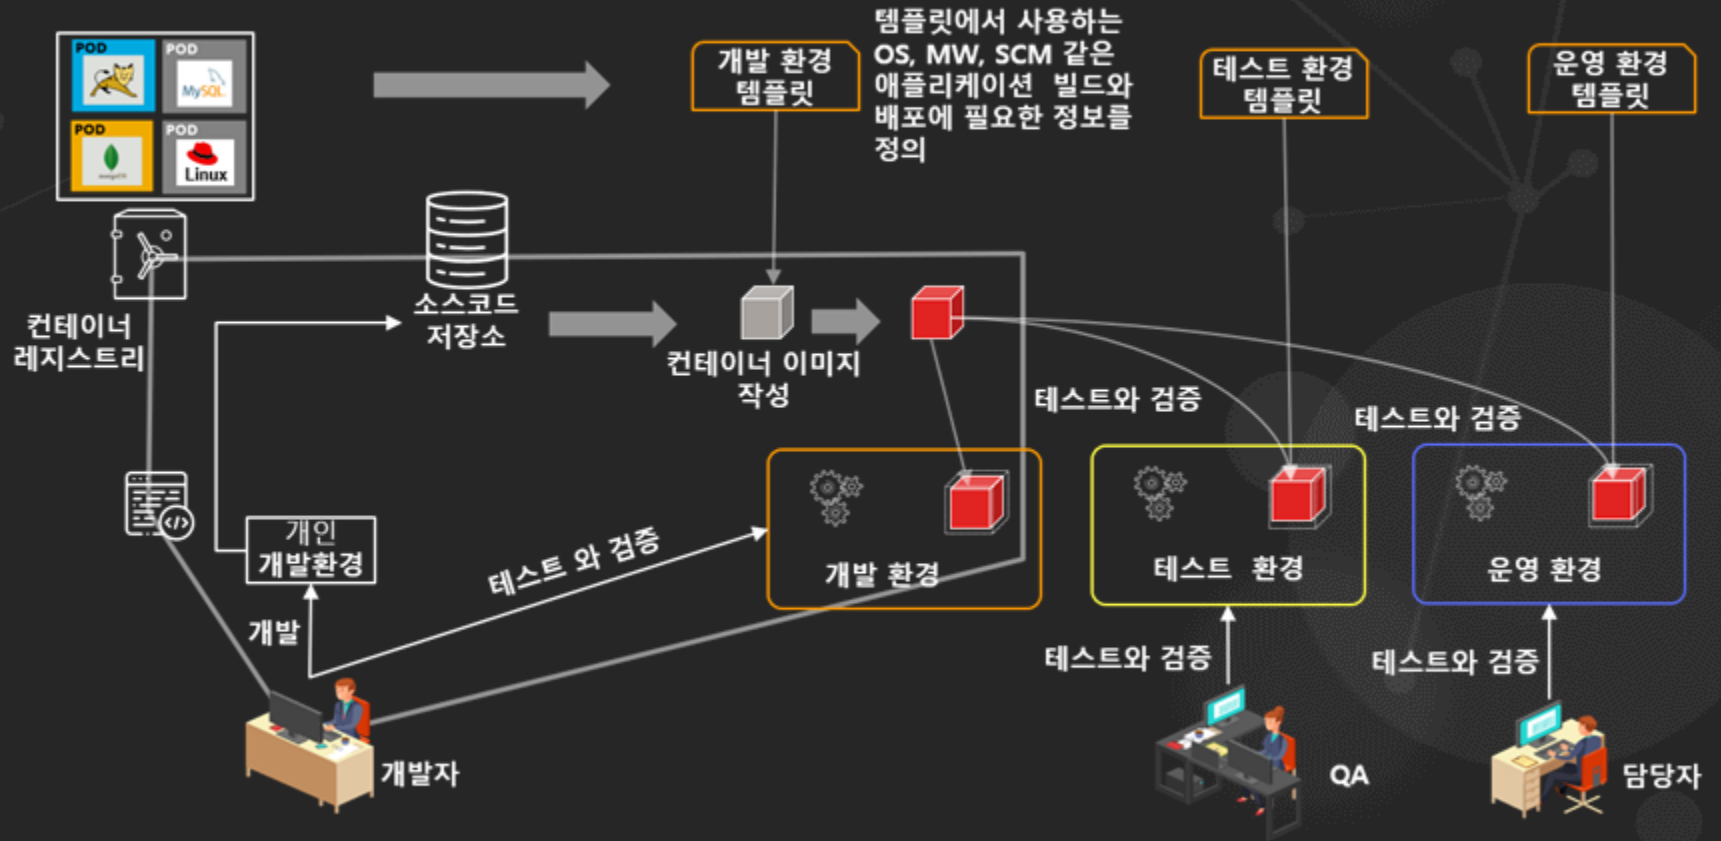 POD
POD
MySQL
POD
POD
mongoDB
Linux
개발 환경
템플릿
템플릿에서 사용하는
OS, MW, SCM 같은
애플리케이션 빌드와
배포에 필요한 정보를
정의
테스트 환경
템플릿
운영 환경
템플릿
컨테이너
레지스트리
소스코드
저장소
컨테이너 이미지
작성
테스트와 검증
테스트와 검증
개인
개발환경
개발
테스트 와 검증
개발 환경
테스트 환경
운영 환경
테스트와 검증
테스트와 검증
개발자
QA
담당자